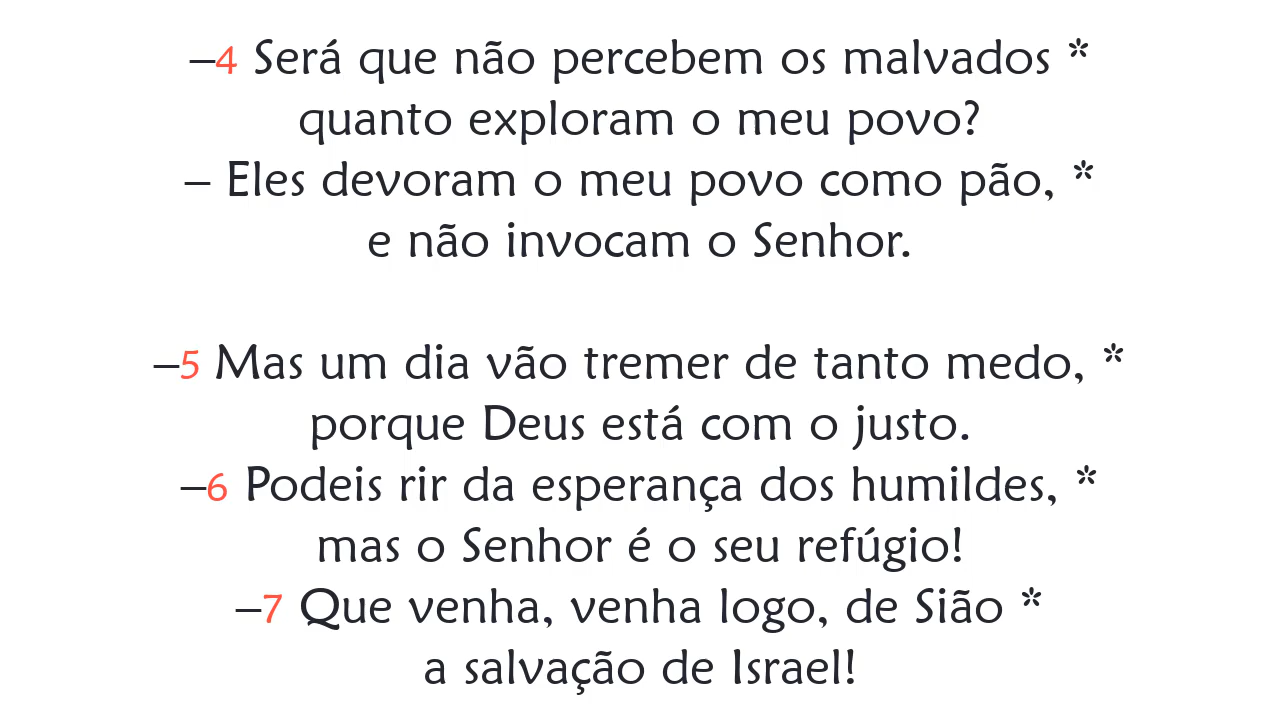 –4 Será que não percebem os malvados *
quanto exploram o meu povo?
– Eles devoram o meu povo como pão, *
e não invocam o Senhor.
–5 Mas um dia vão tremer de tanto medo, *
porque Deus está com o justo.
–6 Podeis rir da esperança dos humildes, *
mas o Senhor é o seu refúgio!
–7 Que venha, venha logo, de Sião *
a salvação de Israel!